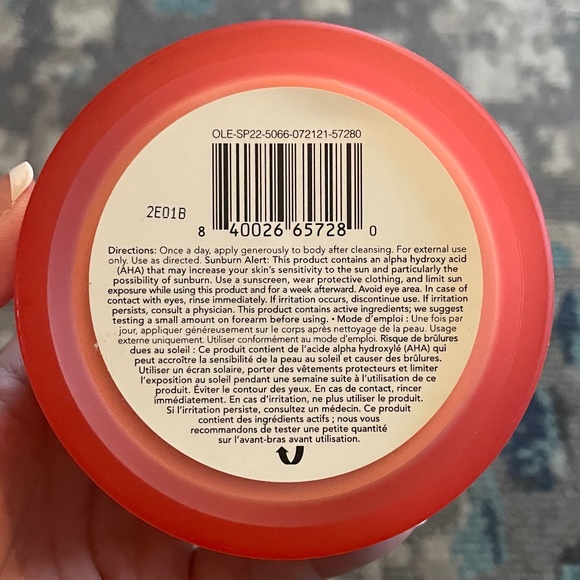 OLE-SP22-5066-072121-57280
2E01B
8 40026 65728 0
Directions: Once a day, apply generously to body after cleansing. For external use
only. Use as directed. Sunburn Alert: This product contains an alpha hydroxy acid
(AHA) that may increase your skin's sensitivity to the sun and particularly the
possibility of sunburn. Use a sunscreen, wear protective clothing, and limit sun
exposure while using this product and for a week afterward. Avoid eye area. In case of
contact with eyes, rinse immediately. If irritation occurs, discontinue use. If irritation
persists, consult a physician. This product contains active ingredients; we suggest
testing a small amount on forearm before using. • Mode d'emploi : Une fois par
jour, appliquer généreusement sur le corps après nettoyage de la peau. Usage
externe uniquement. Utiliser conformément au mode d'emploi. Risque de brûlures
dues au soleil : Ce produit contient de l'acide alpha hydroxylé (AHA) qui
peut accroître la sensibilité de la peau au soleil et causer des brûlures.
Utiliser un écran solaire, porter des vêtements protecteurs et limiter
l'exposition au soleil pendant une semaine suite à l'utilisation de ce
produit. Éviter le contour des yeux. En cas de contact, rincer
immédiatement. En cas d'irritation, ne plus utiliser le produit.
Si l'irritation persiste, consultez un médecin. Ce produit
contient des ingrédients actifs ; nous vous
recommandons de tester une petite quantité
sur l'avant-bras avant utilisation.